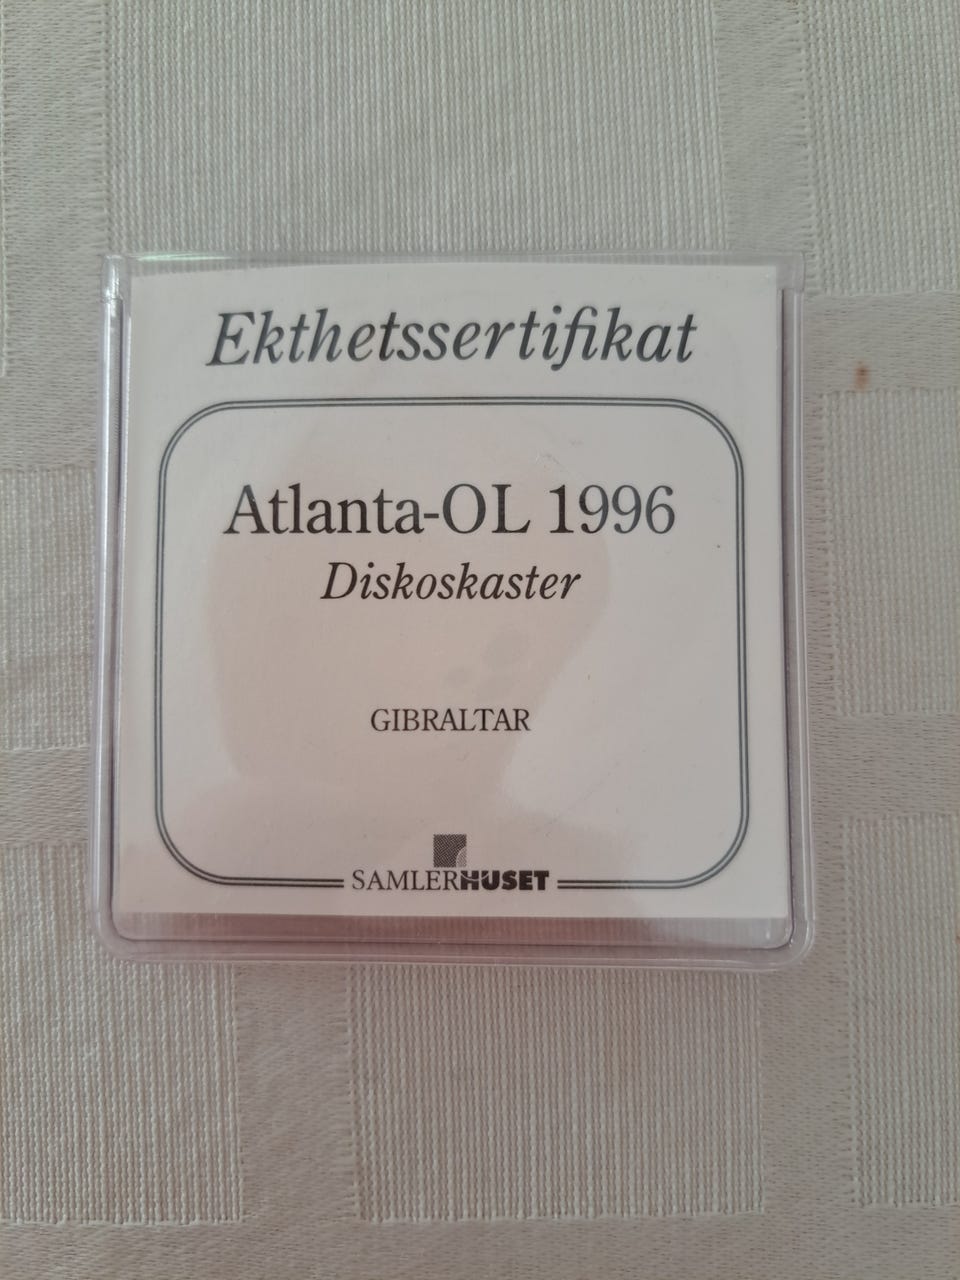 Ekthetssertifikat
Atlanta-OL 1996
Diskoskaster
GIBRALTAR
SAMLERHUSET